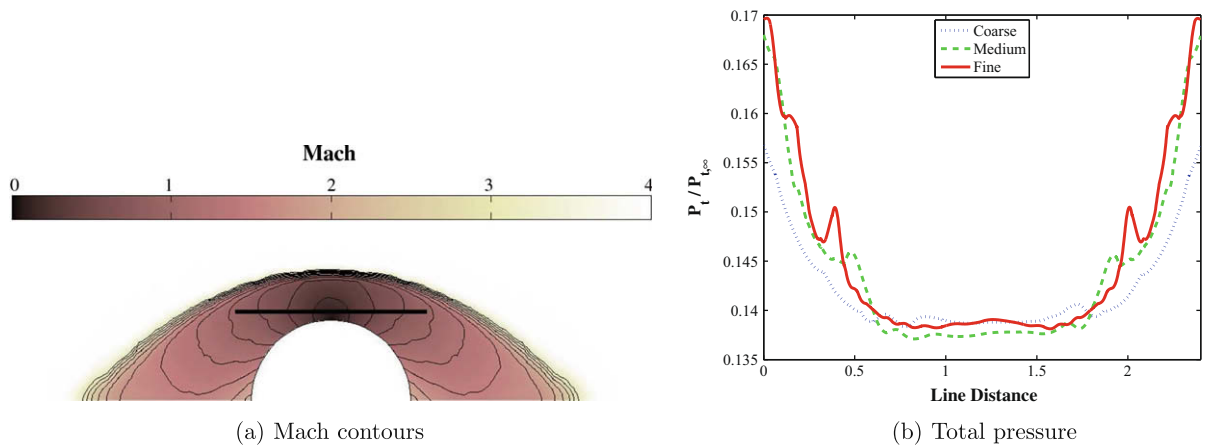 Mach
0 1 2 3 4
(a) Mach contours
0.17
0.165
0.16
0.155
0.15
0.145
0.14
0.135
P_t / P_t,∞
Coarse
Medium
Fine
0 0.5 1 1.5 2
Line Distance
(b) Total pressure